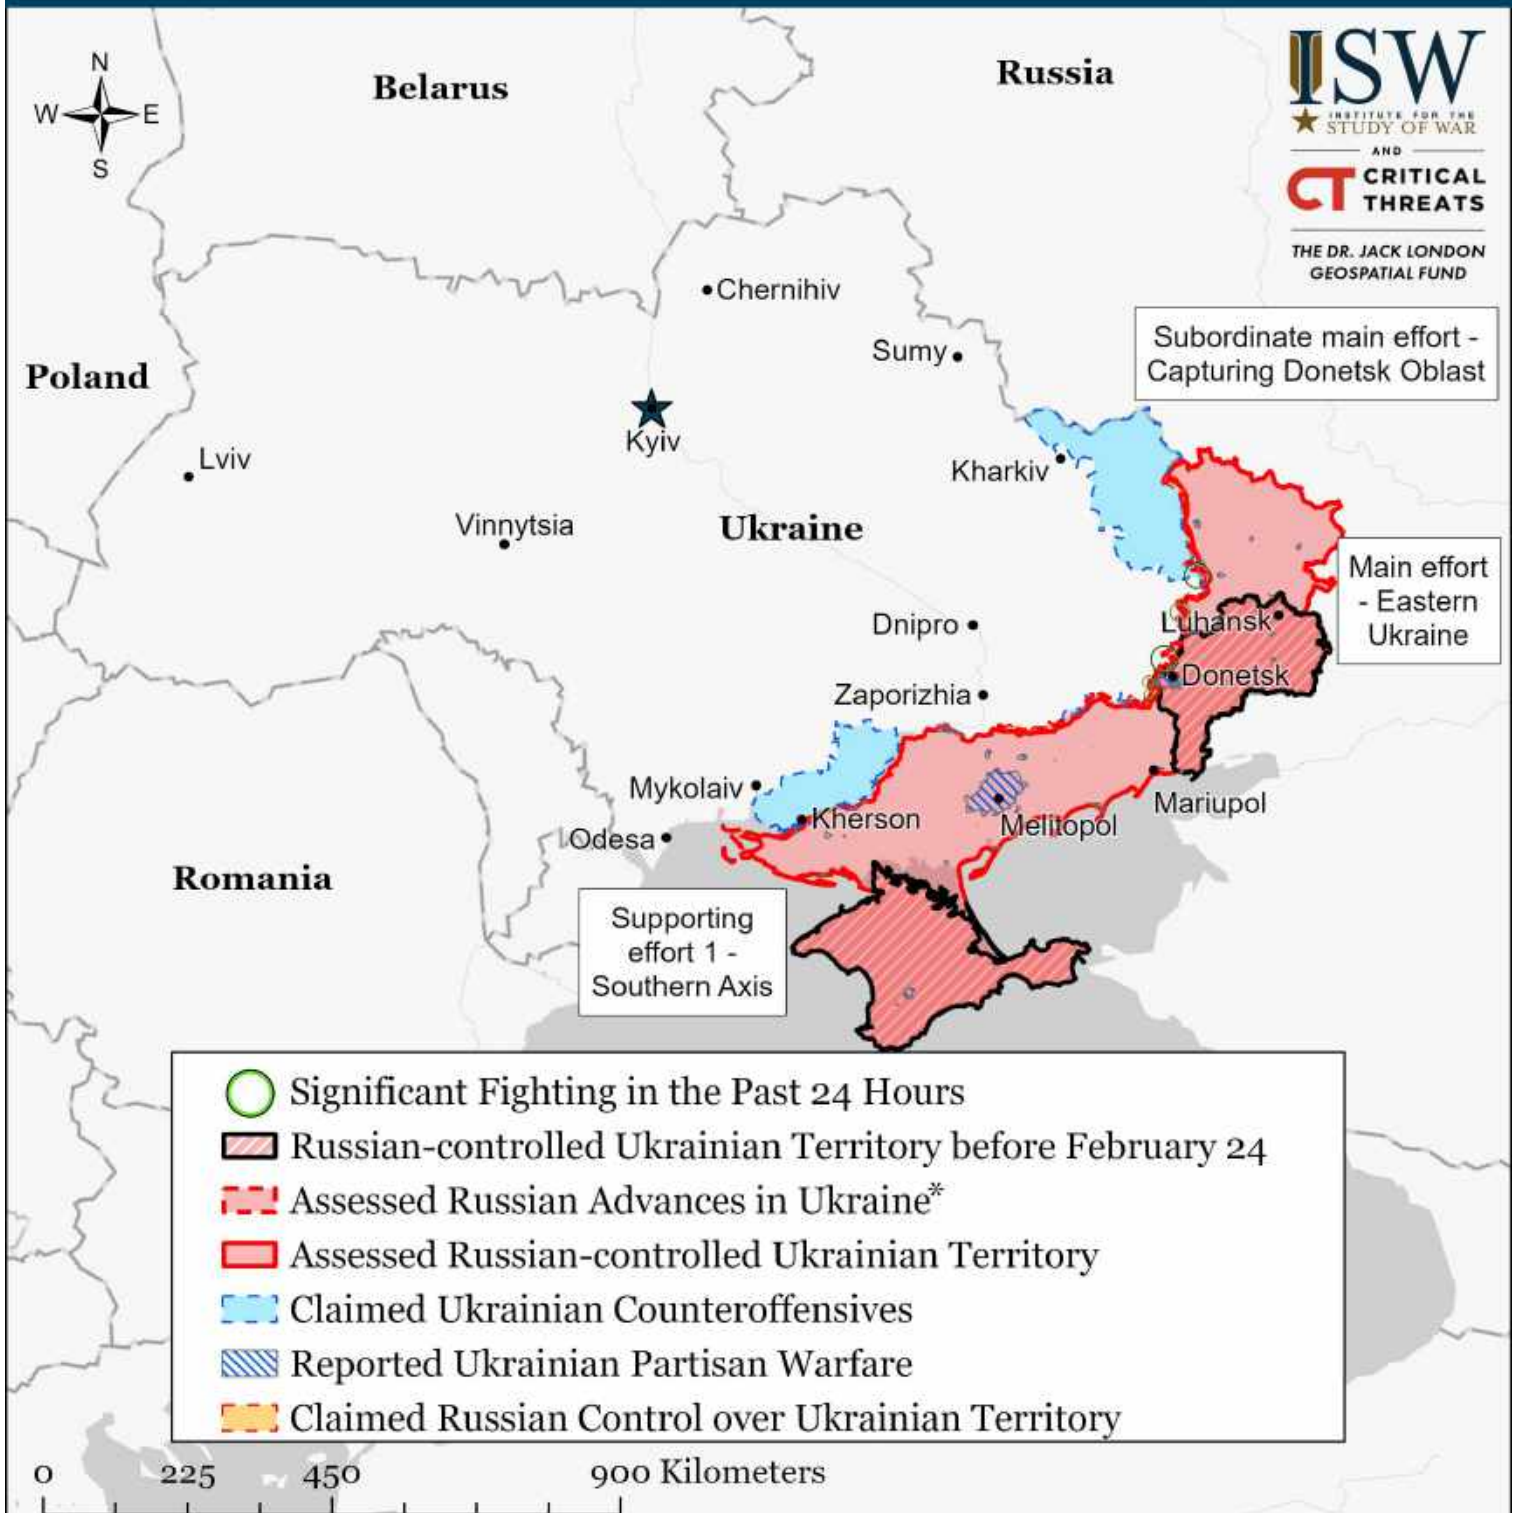 N
W E
S
Belarus
Russia
ISW
INSTITUTE FOR THE
STUDY OF WAR
AND
CT CRITICAL
THREATS
THE DR. JACK LONDON
GEOSPATIAL FUND
Chernihiv
Subordinate main effort -
Capturing Donetsk Oblast
Sumy
Poland
Kyiv
Lviv
Kharkiv
Vinnytsia
Ukraine
Main effort
- Eastern
Ukraine
Dnipro
Luhansk
Donetsk
Zaporizhia
Mykolaiv
Mariupol
Kherson
Melitopol
Odesa
Romania
Supporting
effort 1 -
Southern Axis
Significant Fighting in the Past 24 Hours
Russian-controlled Ukrainian Territory before February 24
Assessed Russian Advances in Ukraine*
Assessed Russian-controlled Ukrainian Territory
Claimed Ukrainian Counteroffensives
Reported Ukrainian Partisan Warfare
Claimed Russian Control over Ukrainian Territory
0 225 450 900 Kilometers